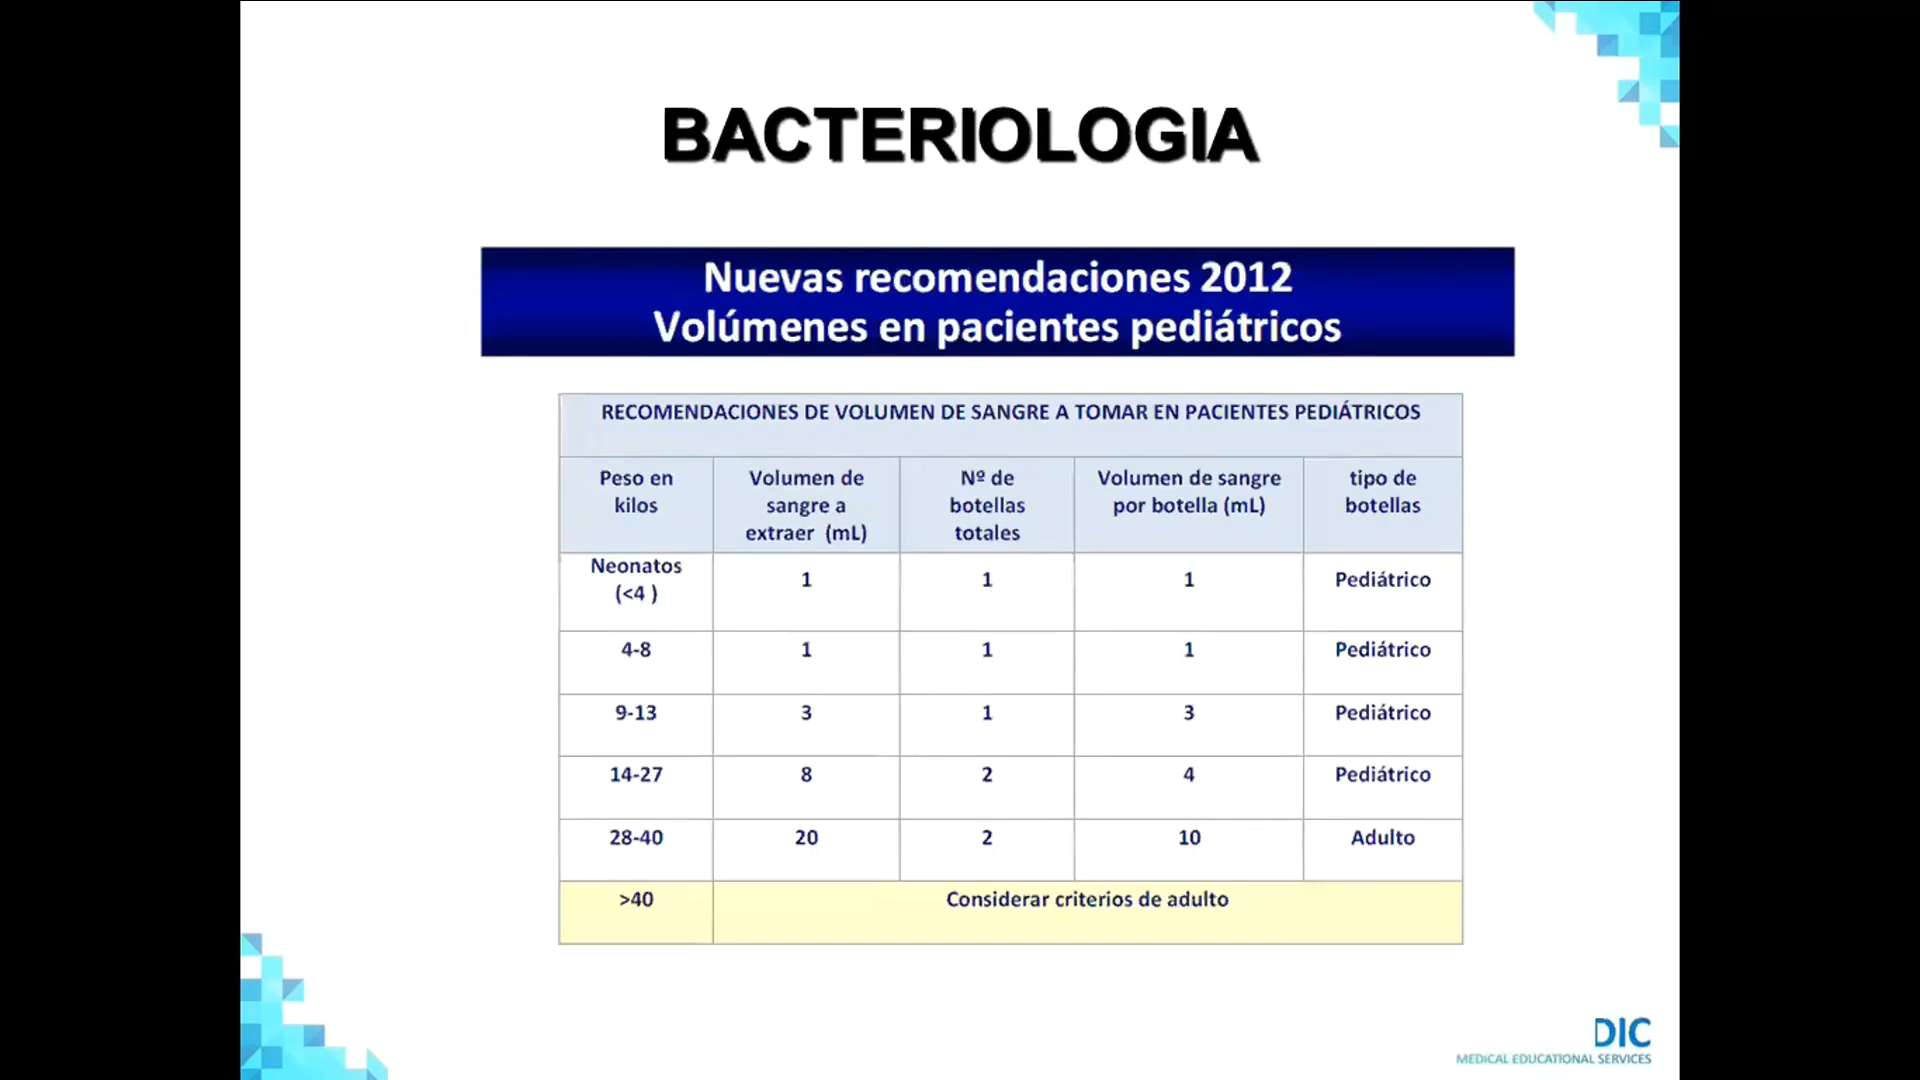 BACTERIOLOGIA
Nuevas recomendaciones 2012
Volúmenes en pacientes pediátricos
RECOMENDACIONES DE VOLUMEN DE SANGRE A TOMAR EN PACIENTES PEDIÁTRICOS
Peso en kilos	Volumen de sangre a extraer (mL)	Nº de botellas totales	Volumen de sangre por botella (mL)	tipo de botellas
Neonatos (<4 )	1	1	1	Pediátrico
4-8	1	1	1	Pediátrico
9-13	3	1	3	Pediátrico
14-27	8	2	4	Pediátrico
28-40	20	2	10	Adulto
>40	Considerar criterios de adulto
DIC
MEDICAL EDUCATIONAL SERVICES